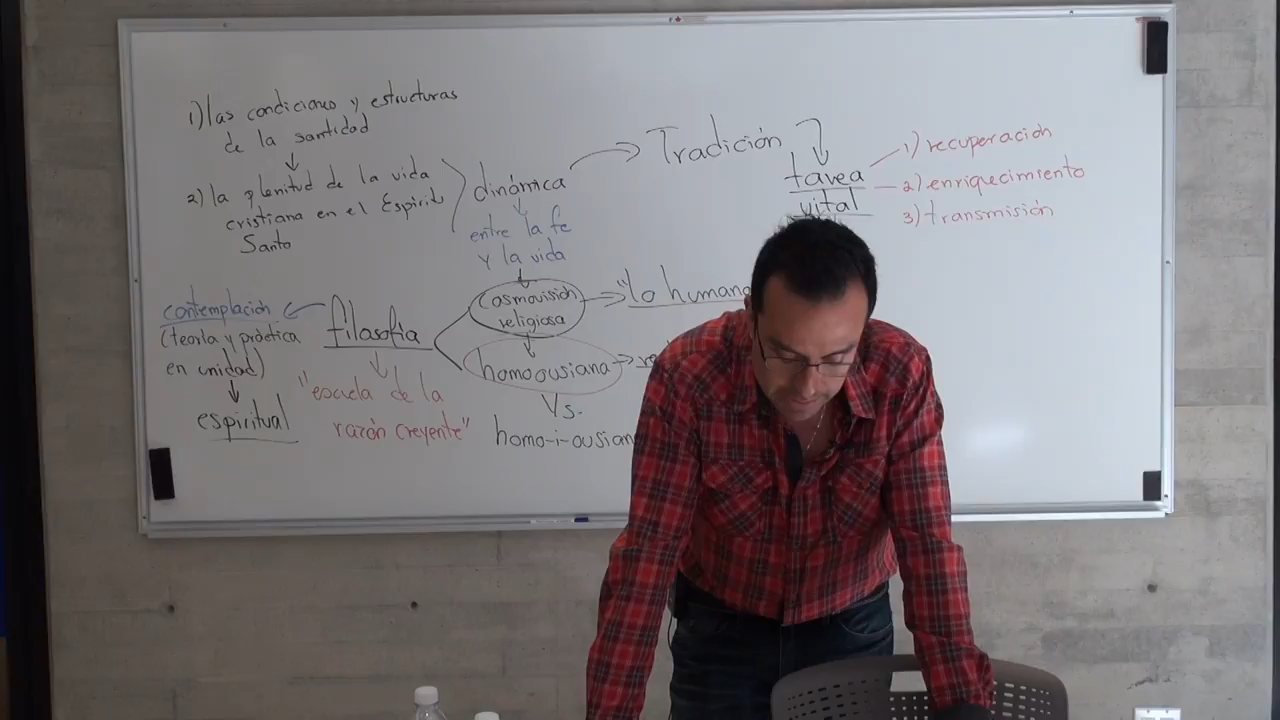 1) las condiciones y estructuras
de la santidad
2) la plenitud de la vida
cristiana en el Espíritu
Santo
dinámica
entre la fe
y la vida
Tradición
tarea
vital
1) recuperación
2) enriquecimiento
3) transmisión
contemplación
(teoría y práctica
en unidad)
espiritual
filosofía
"escuela de la
razón creyente"
Cosmovisión
religiosa
"lo humano
homoousiana
Vs.
homo-i-ousian